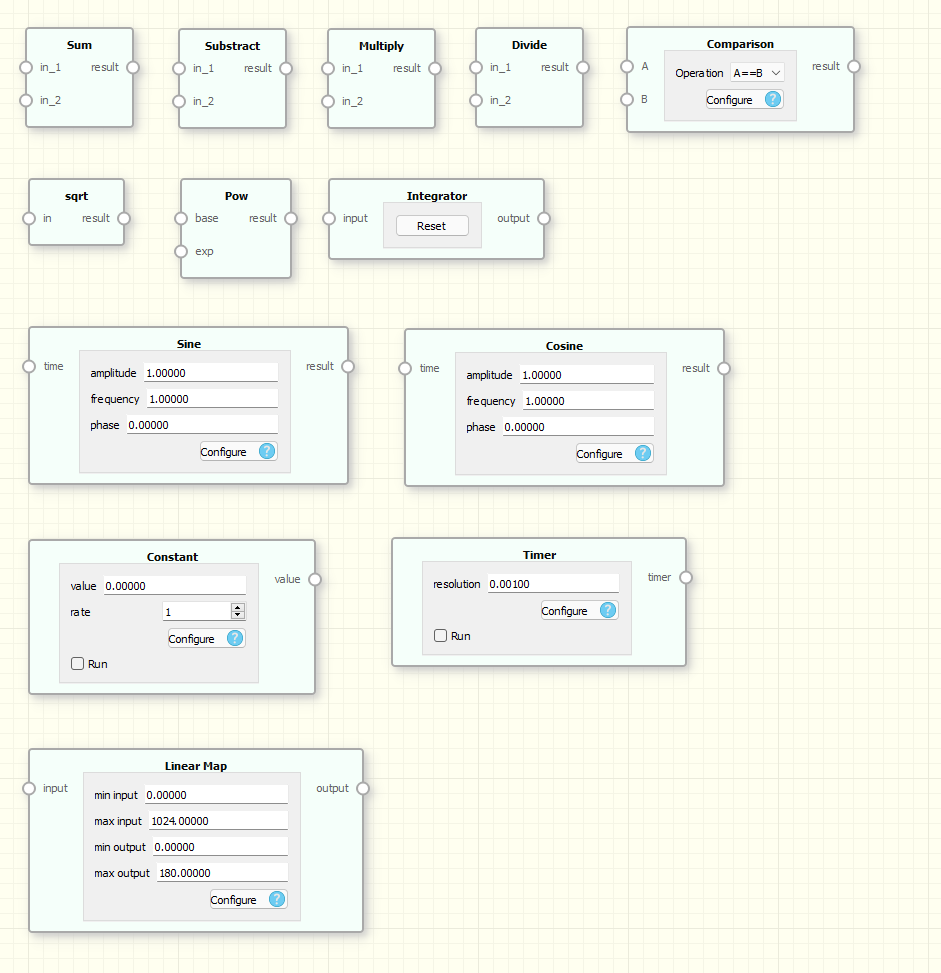 Sum
in_1 result
in_2
Substract
in_1 result
in_2
Multiply
in_1 result
in_2
Divide
in_1 result
in_2
Comparison
A Operation A==B result
B Configure ?
sqrt
in result
Pow
base result
exp
Integrator
input Reset output
Sine
time amplitude 1.00000 result
frequency 1.00000
phase 0.00000
Configure ?
Cosine
time amplitude 1.00000 result
frequency 1.00000
phase 0.00000
Configure ?
Constant
value 0.00000 value
rate 1
Configure ?
Run
Timer
resolution 0.00100 timer
Configure ?
Run
Linear Map
input min input 0.00000 output
max input 1024.00000
min output 0.00000
max output 180.00000
Configure ?